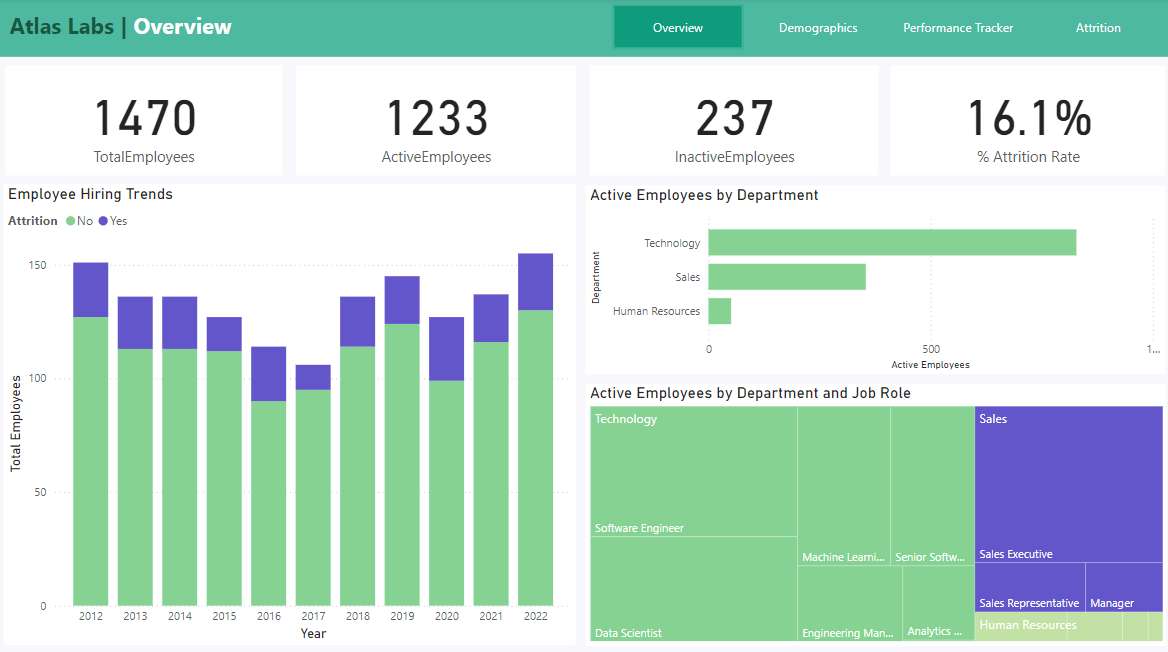 Atlas Labs | Overview
Overview
Demographics
Performance Tracker
Attrition
1470
TotalEmployees
1233
ActiveEmployees
237
InactiveEmployees
16.1%
% Attrition Rate
Employee Hiring Trends
Attrition No Yes
150
100
50
0
Total Employees
2012 2013 2014 2015 2016 2017 2018 2019 2020 2021 2022
Year
Active Employees by Department
Department
Technology
Sales
Human Resources
0 500 1...
Active Employees
Active Employees by Department and Job Role
Technology
Software Engineer
Data Scientist
Machine Learni...
Senior Softw...
Engineering Man...
Analytics ...
Sales
Sales Executive
Sales Representative
Manager
Human Resources